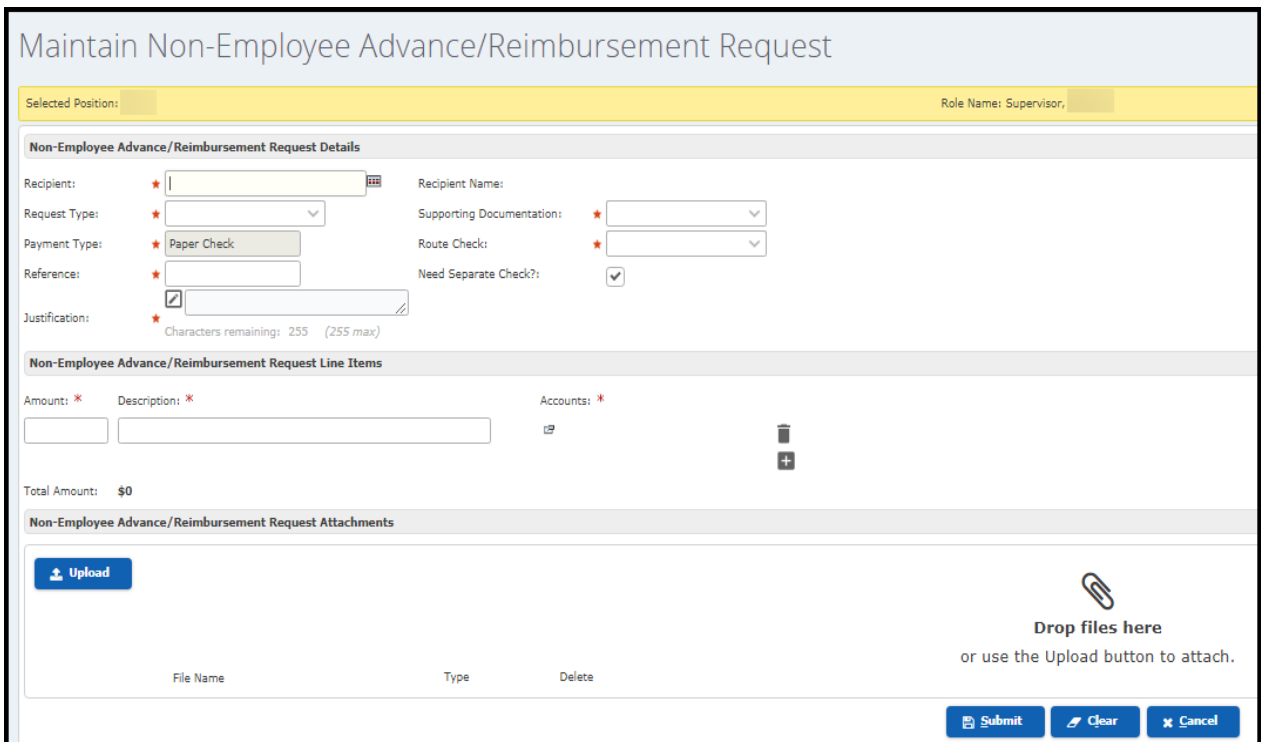 Maintain Non-Employee Advance/Reimbursement Request
Selected Position: Role Name: Supervisor,
Non-Employee Advance/Reimbursement Request Details
Recipient: ★ Recipient Name:
Request Type: ★ Supporting Documentation: ★
Payment Type: ★ Paper Check Route Check: ★
Reference: ★ Need Separate Check?:
Justification: ★
Characters remaining: 255 (255 max)
Non-Employee Advance/Reimbursement Request Line Items
Amount: * Description: * Accounts: *
Total Amount: $0
Non-Employee Advance/Reimbursement Request Attachments
Upload
Drop files here
or use the Upload button to attach.
File Name Type Delete
Submit Clear Cancel